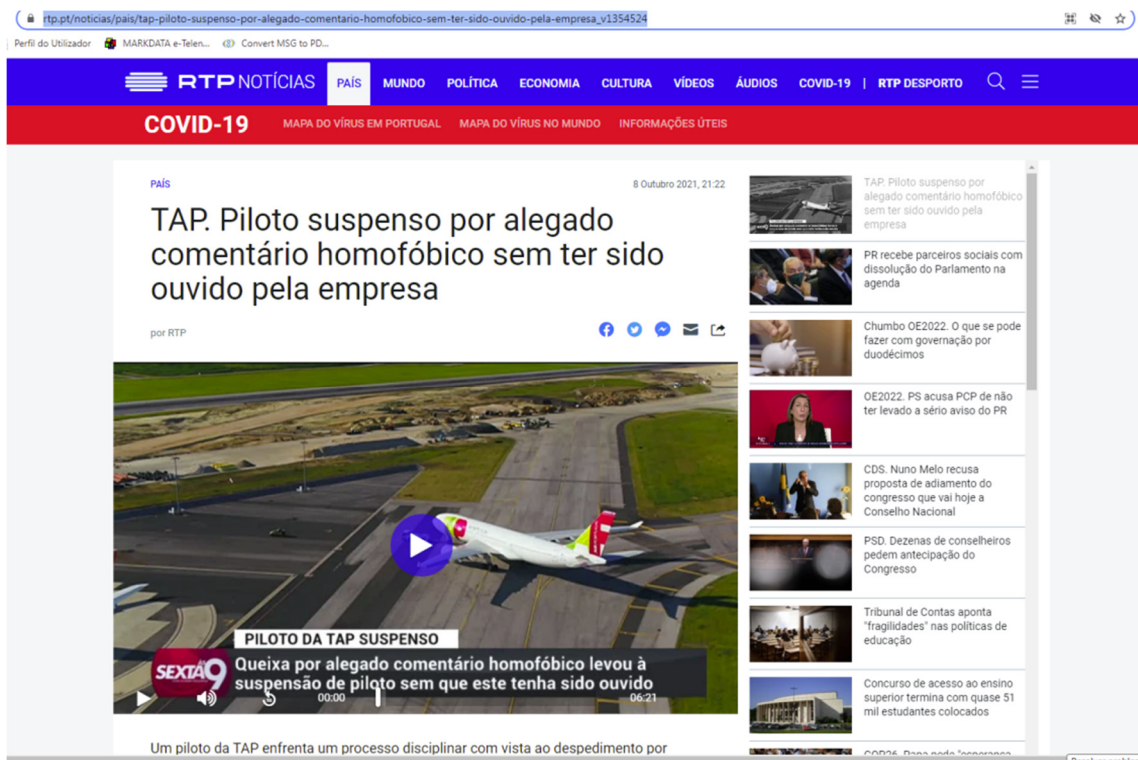 rtp.pt/noticias/pais/tap-piloto-suspenso-por-alegado-comentario-homofobico-sem-ter-sido-ouvido-pela-empresa_v1354524
Perfil do Utilizador MARKDATA e-Telen... Convert MSG to PD...
RTP NOTÍCIAS PAÍS MUNDO POLÍTICA ECONOMIA CULTURA VÍDEOS ÁUDIOS COVID-19 | RTP DESPORTO
COVID-19 MAPA DO VÍRUS EM PORTUGAL MAPA DO VÍRUS NO MUNDO INFORMAÇÕES ÚTEIS
PAÍS 8 Outubro 2021, 21:22
TAP. Piloto suspenso por alegado
comentário homofóbico sem ter sido
ouvido pela empresa
por RTP
PILOTO DA TAP SUSPENSO
SEXTA ÀS 9
Queixa por alegado comentário homofóbico levou à
suspensão de piloto sem que este tenha sido ouvido
00:00 06:21
Um piloto da TAP enfrenta um processo disciplinar com vista ao despedimento por
TAP. Piloto suspenso por
alegado comentário homofóbico
sem ter sido ouvido pela
empresa
PR recebe parceiros sociais com
dissolução do Parlamento na
agenda
Chumbo OE2022. O que se pode
fazer com governação por
duodécimos
OE2022. PS acusa PCP de não
ter levado a sério aviso do PR
CDS. Nuno Melo recusa
proposta de adiamento do
congresso que vai hoje a
Conselho Nacional
PSD. Dezenas de conselheiros
pedem antecipação do
Congresso
Tribunal de Contas aponta
"fragilidades" nas políticas de
educação
Concurso de acesso ao ensino
superior termina com quase 51
mil estudantes colocados
COP26. Papa pede "esperança